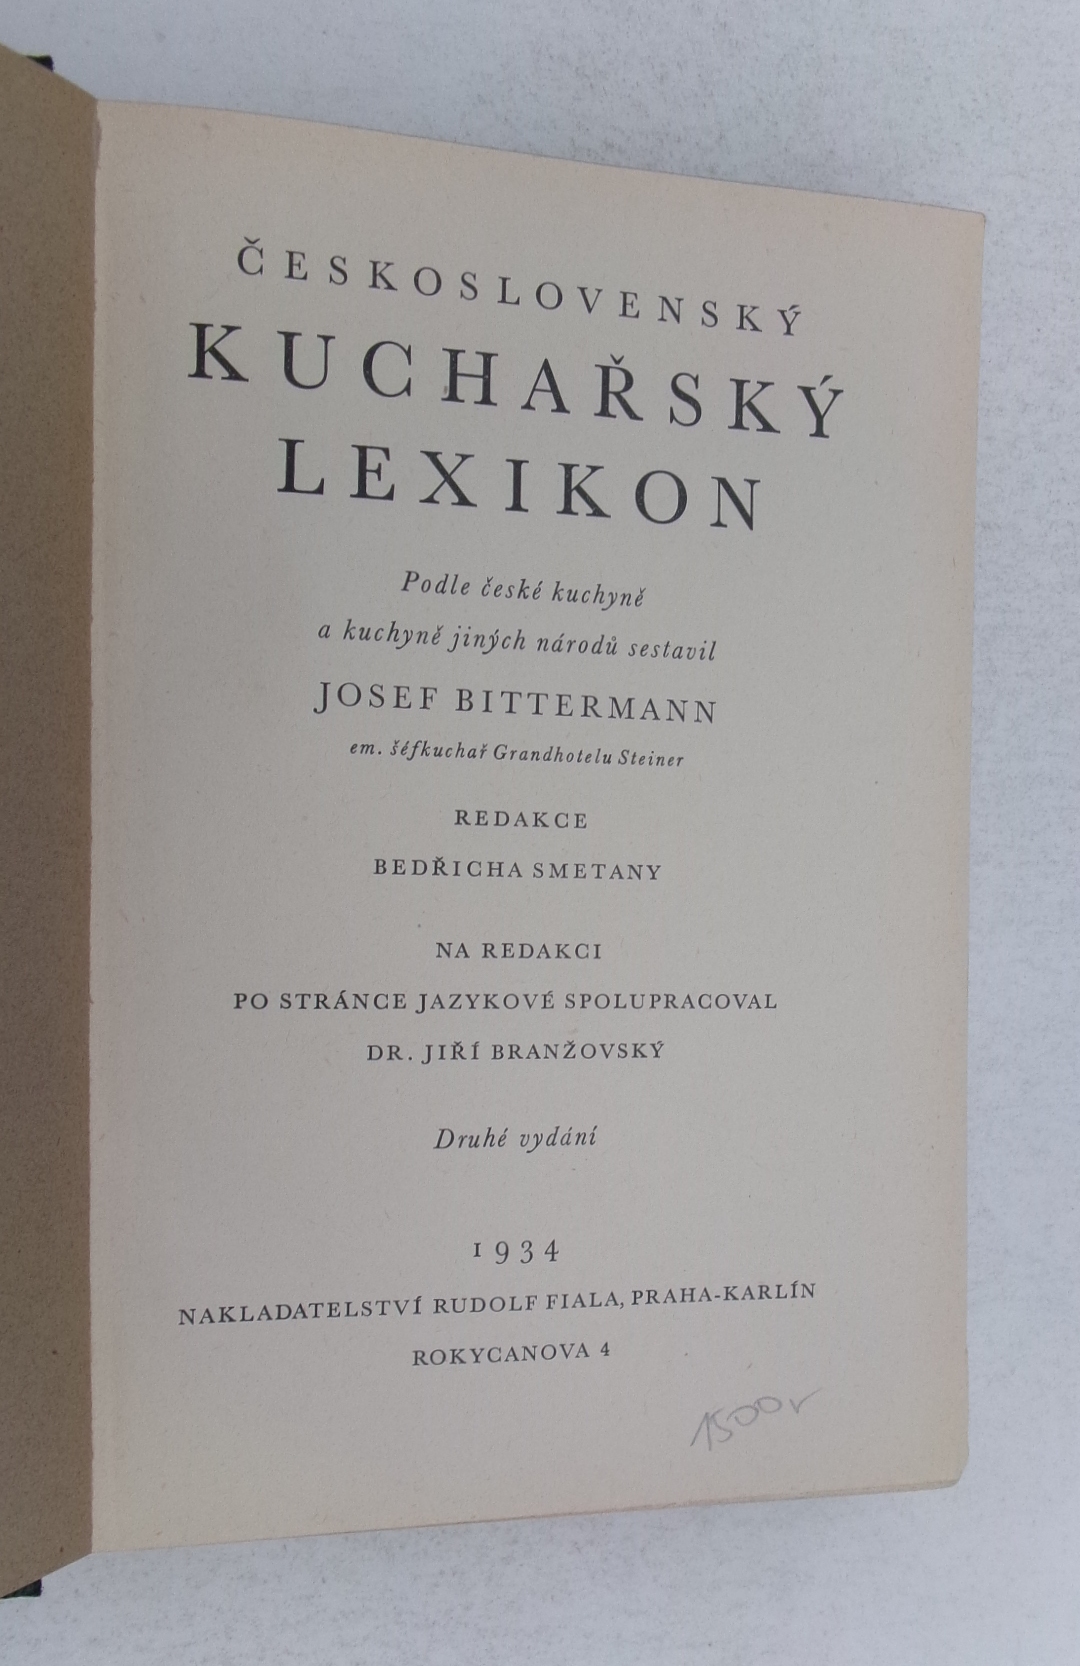 ČESKOSLOVENSKÝ
KUCHAŘSKÝ
LEXIKON
Podle české kuchyně
a kuchyně jiných národů sestavil
JOSEF BITTERMANN
em. šéfkuchař Grandhotelu Steiner
REDAKCE
BEDŘICHA SMETANY
NA REDAKCI
PO STRÁNCE JAZYKOVÉ SPOLUPRACOVAL
DR. JIŘÍ BRANŽOVSKÝ
Druhé vydání
1934
NAKLADATELSTVÍ RUDOLF FIALA, PRAHA-KARLÍN
ROKYCANOVA 4